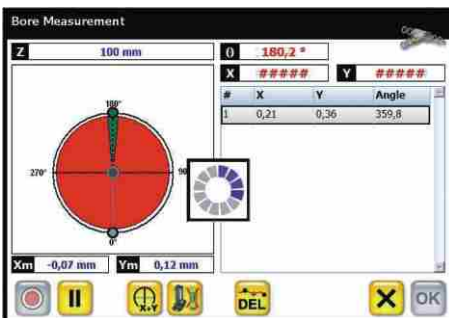 Bore Measurement
Z 100 mm
θ 180,2 °
X ##### Y #####
# X Y Angle
1 0,21 0,36 359,8
180°
270°
90
0°
Xm -0,07 mm Ym 0,12 mm
X+Y
DEL
OK